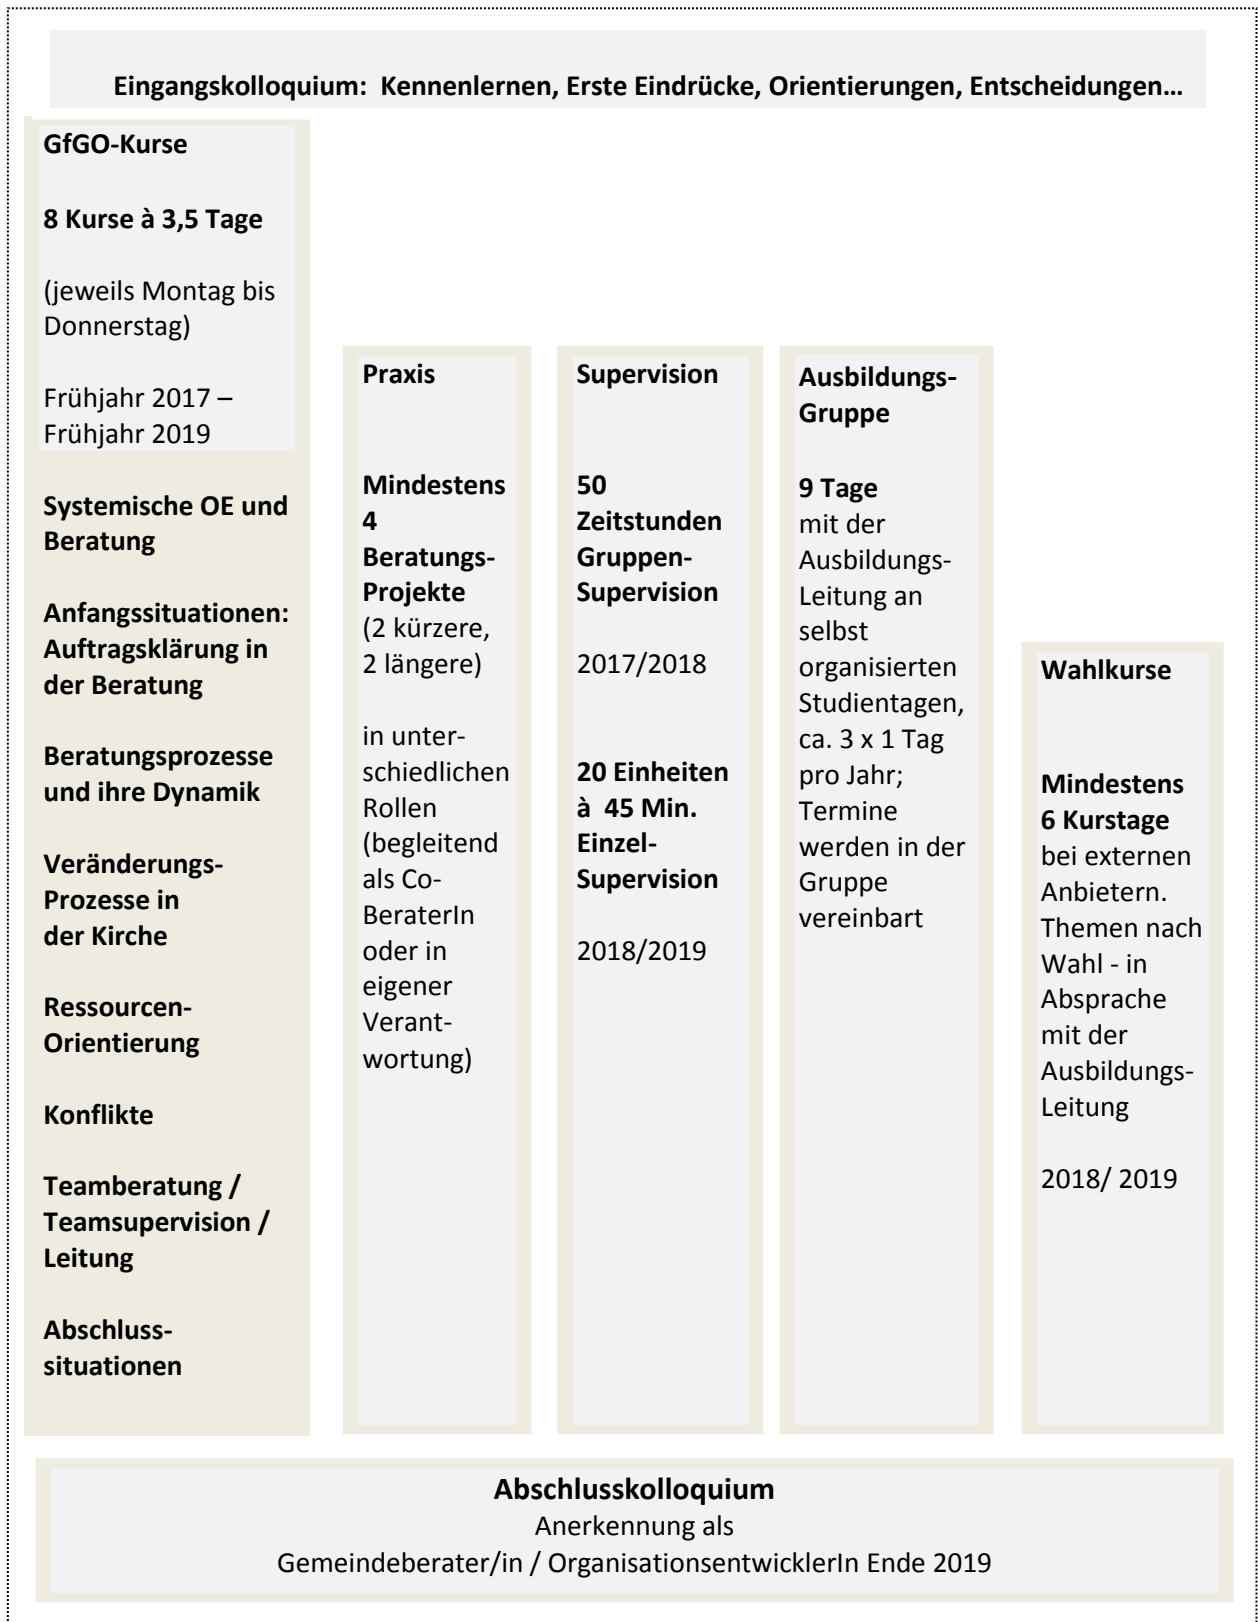 Eingangskolloquium:  Kennenlernen, Erste Eindrücke, Orientierungen, Entscheidungen…
GfGO-Kurse
8 Kurse à 3,5 Tage
(jeweils Montag bis
Donnerstag)
Frühjahr 2017 –
Frühjahr 2019
Systemische OE und
Beratung
Anfangssituationen:
Auftragsklärung in
der Beratung
Beratungsprozesse
und ihre Dynamik
Veränderungs-
Prozesse in
der Kirche
Ressourcen-
Orientierung
Konflikte
Teamberatung /
Teamsupervision /
Leitung
Abschluss-
situationen
Praxis
Mindestens
4
Beratungs-
Projekte
(2 kürzere,
2 längere)
in unter-
schiedlichen
Rollen
(begleitend
als Co-
BeraterIn
oder in
eigener
Verant-
wortung)
Supervision
50
Zeitstunden
Gruppen-
Supervision
2017/2018
20 Einheiten
à  45 Min.
Einzel-
Supervision
2018/2019
Ausbildungs-
Gruppe
9 Tage
mit der
Ausbildungs-
Leitung an
selbst
organisierten
Studientagen,
ca. 3 x 1 Tag
pro Jahr;
Termine
werden in der
Gruppe
vereinbart
Wahlkurse
Mindestens
6 Kurstage
bei externen
Anbietern.
Themen nach
Wahl - in
Absprache
mit der
Ausbildungs-
Leitung
2018/ 2019
Abschlusskolloquium
Anerkennung als
Gemeindeberater/in / OrganisationsentwicklerIn Ende 2019